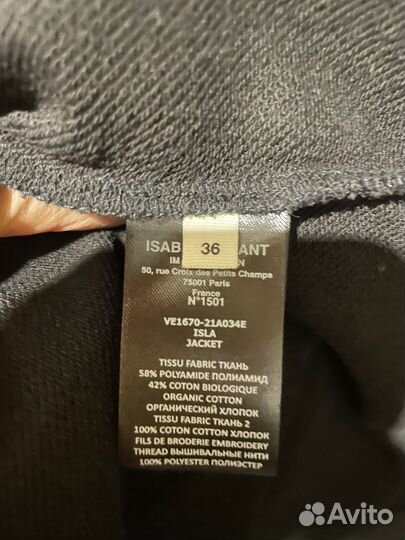 ISAB 36 ANT
IM N
50, rue Croix des Petits Champs
75001 Paris
France
N°1501
VE1670-21A034E
ISLA
JACKET
TISSU FABRIC ТКАНЬ
58% POLYAMIDE ПОЛИАМИД
42% COTON BIOLOGIQUE
ORGANIC COTTON
ОРГАНИЧЕСКИЙ ХЛОПОК
TISSU FABRIC ТКАНЬ 2
100% COTON COTTON ХЛОПОК
FILS DE BRODERIE EMBROIDERY
THREAD ВЫШИВАЛЬНЫЕ НИТИ
100% POLYESTER ПОЛИЭСТЕР
Avito